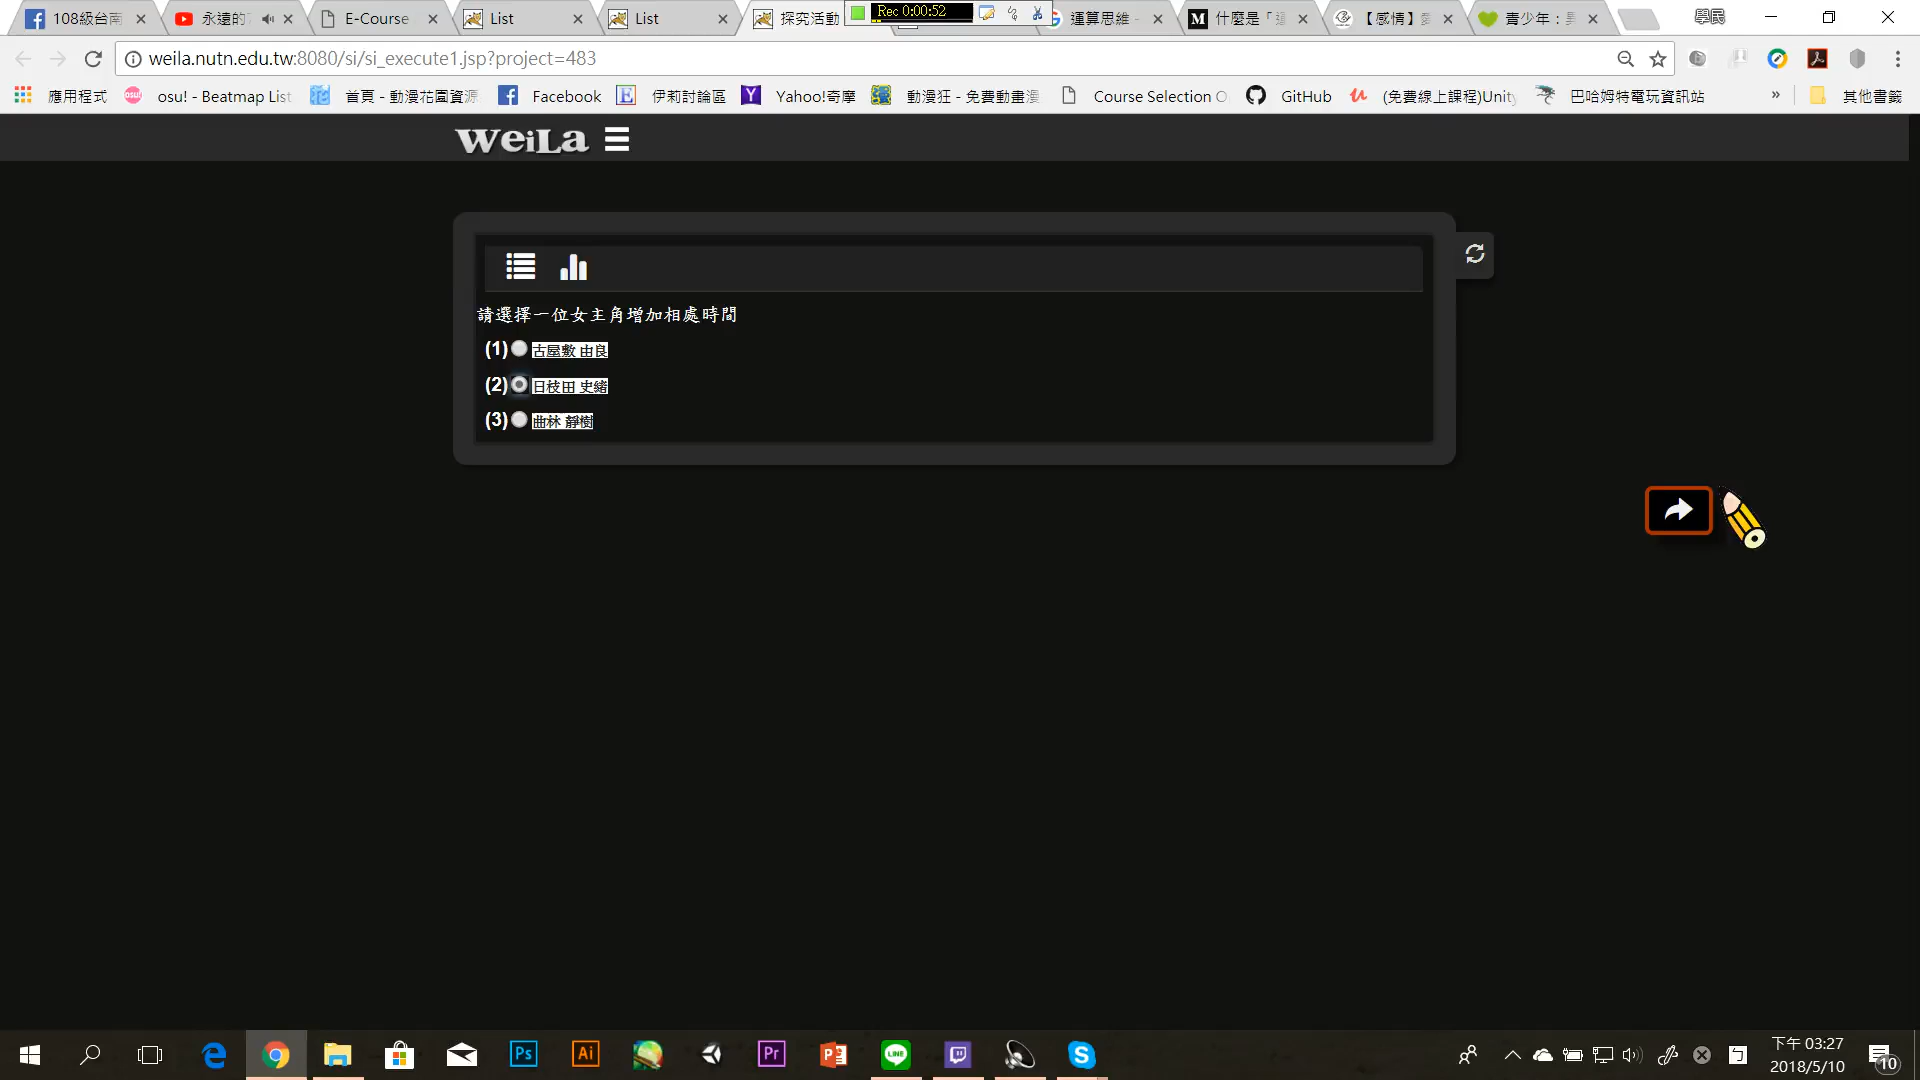 108級台南
永遠的
E-Course
List
List
探究活動
Rec 0:00:52
運算思維 -
什麼是「
【感情】
青少年：
學民
weila.nutn.edu.tw:8080/si/si_execute1.jsp?project=483
應用程式
osu! - Beatmap List
首頁 - 動漫花園資源
Facebook
伊莉討論區
Yahoo!奇摩
動漫狂 - 免費動畫漫
Course Selection O
GitHub
(免費線上課程)Unity
巴哈姆特電玩資訊站
»
其他書籤
WeiLa
請選擇一位女主角增加相處時間
(1) 古屋敷 由良
(2) 日枝田 史緒
(3) 曲林 靜樹
Ps
Ai
Pr
LINE
下午 03:27
2018/5/10
10